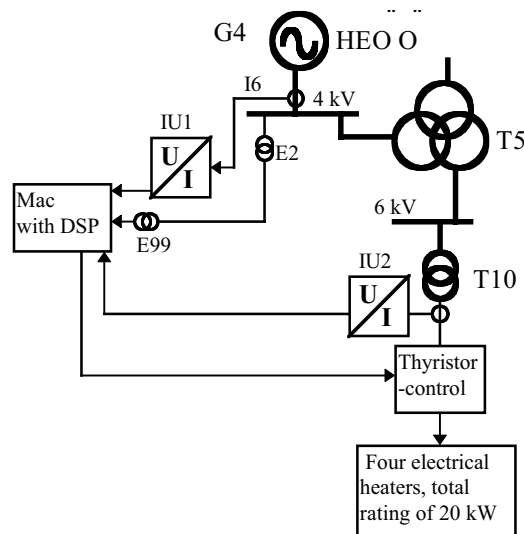 G4
HEO O
¨ ¨
I6
4 kV
IU1
U
I
E2
T5
Mac
with DSP
E99
6 kV
IU2
U
I
T10
Thyristor
-control
Four electrical
heaters, total
rating of 20 kW